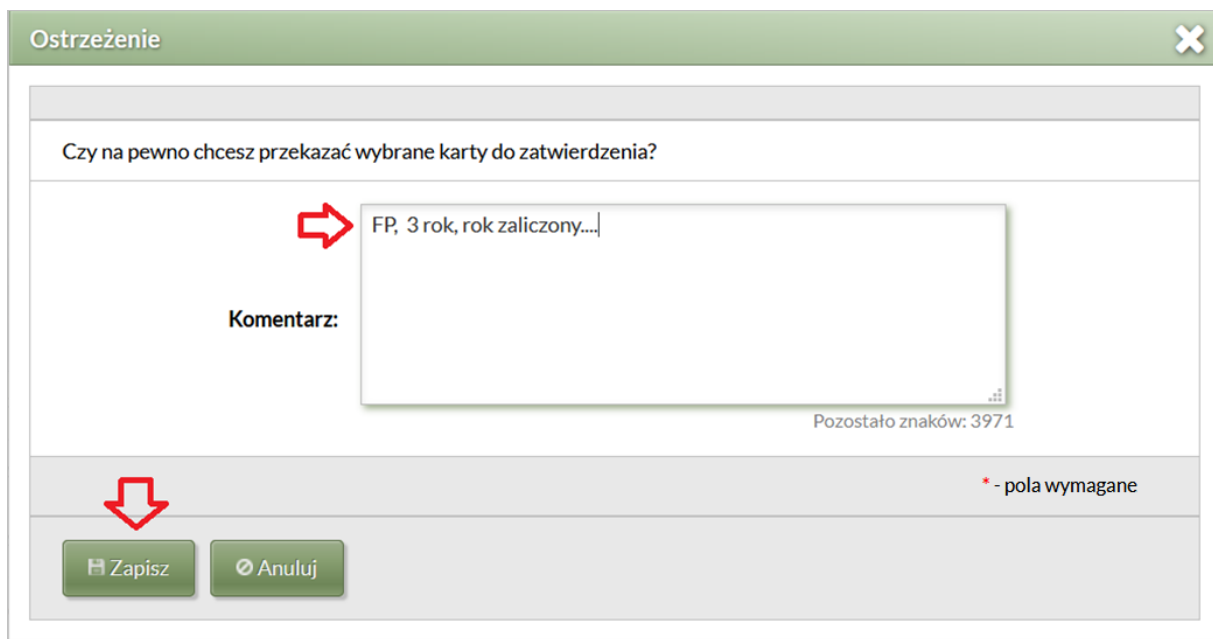 Ostrzeżenie
Czy na pewno chcesz przekazać wybrane karty do zatwierdzenia?
FP,  3 rok, rok zaliczony....
Komentarz:
Pozostało znaków: 3971
* - pola wymagane
Zapisz
Anuluj